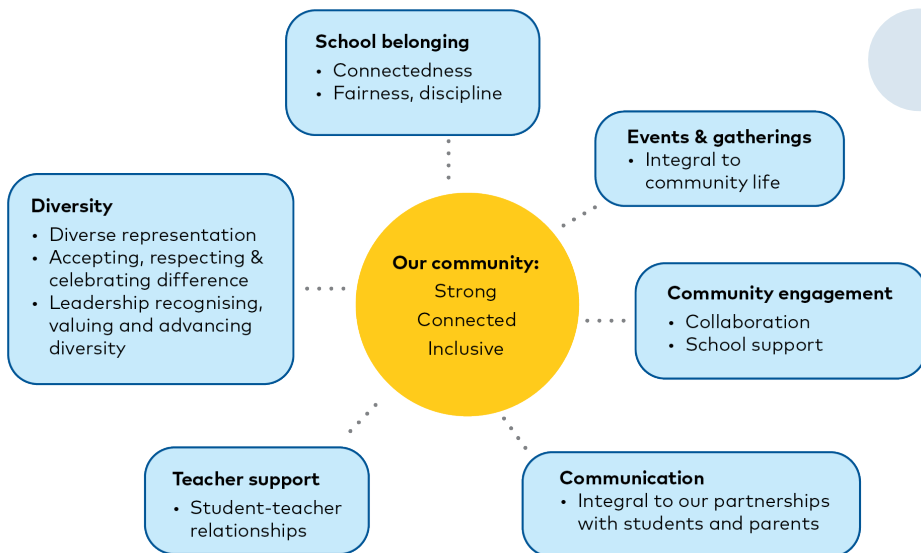 School belonging
• Connectedness
• Fairness, discipline
Events & gatherings
• Integral to
community life
Diversity
• Diverse representation
• Accepting, respecting &
celebrating difference
• Leadership recognising,
valuing and advancing
diversity
Our community:
Strong
Connected
Inclusive
Community engagement
• Collaboration
• School support
Teacher support
• Student-teacher
relationships
Communication
• Integral to our partnerships
with students and parents